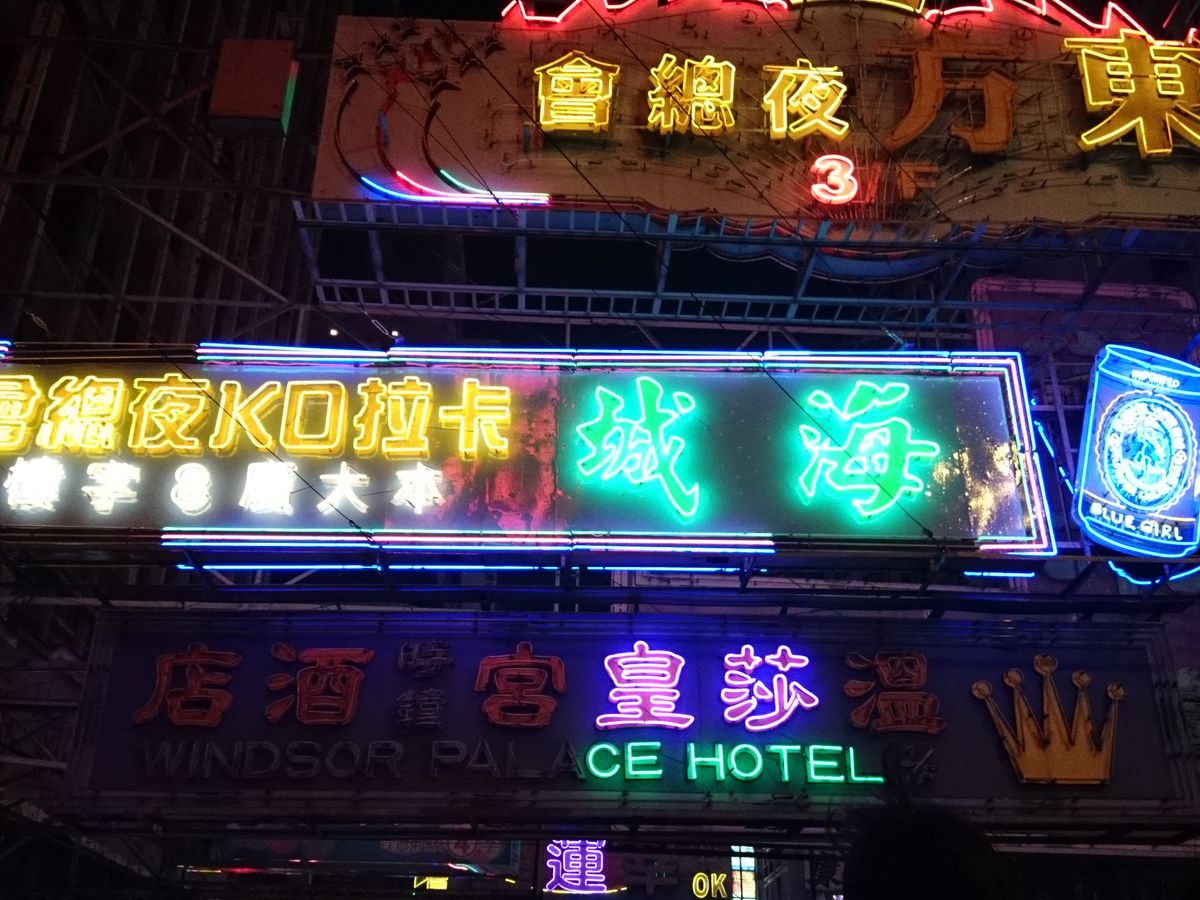 東方夜總會
3 F
海城
卡拉OK夜總會
本大廈8字樓
BLUE GIRL
溫莎皇宮時鐘酒店
WINDSOR PALACE HOTEL
OK